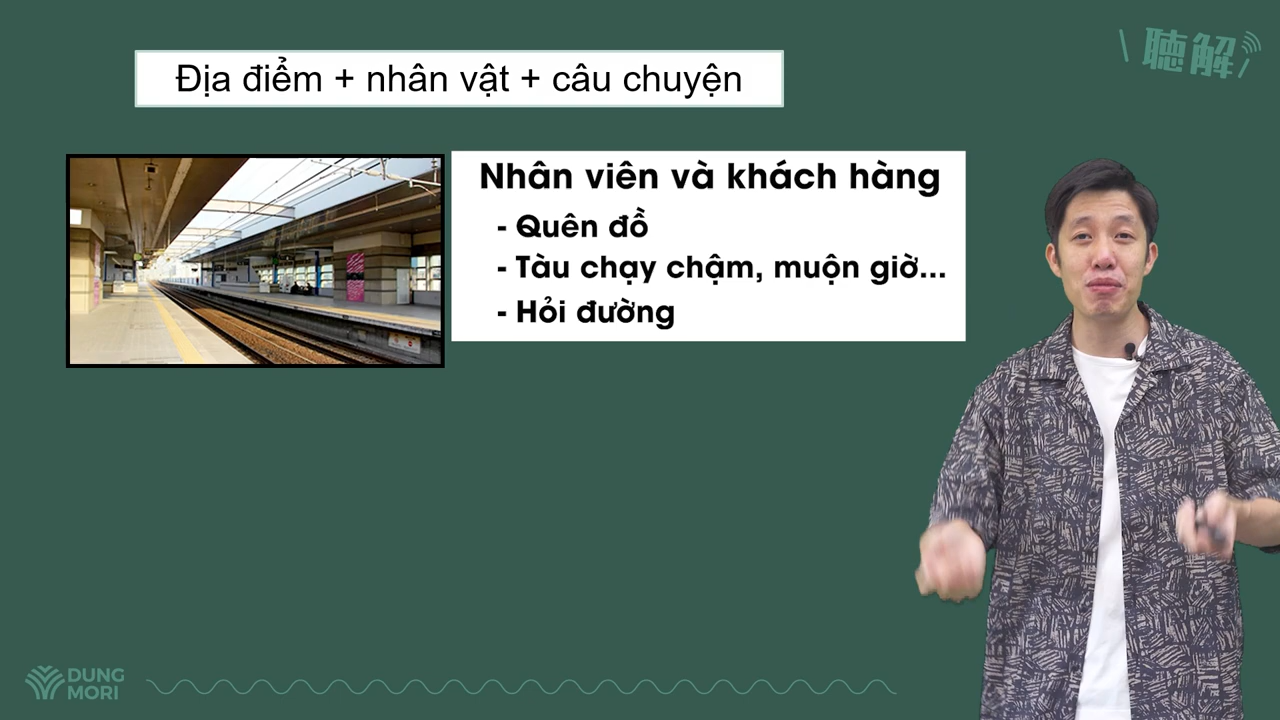 聴解
Địa điểm + nhân vật + câu chuyện
Nhân viên và khách hàng
- Quên đồ
- Tàu chạy chậm, muộn giờ...
- Hỏi đường
DUNG
MORI